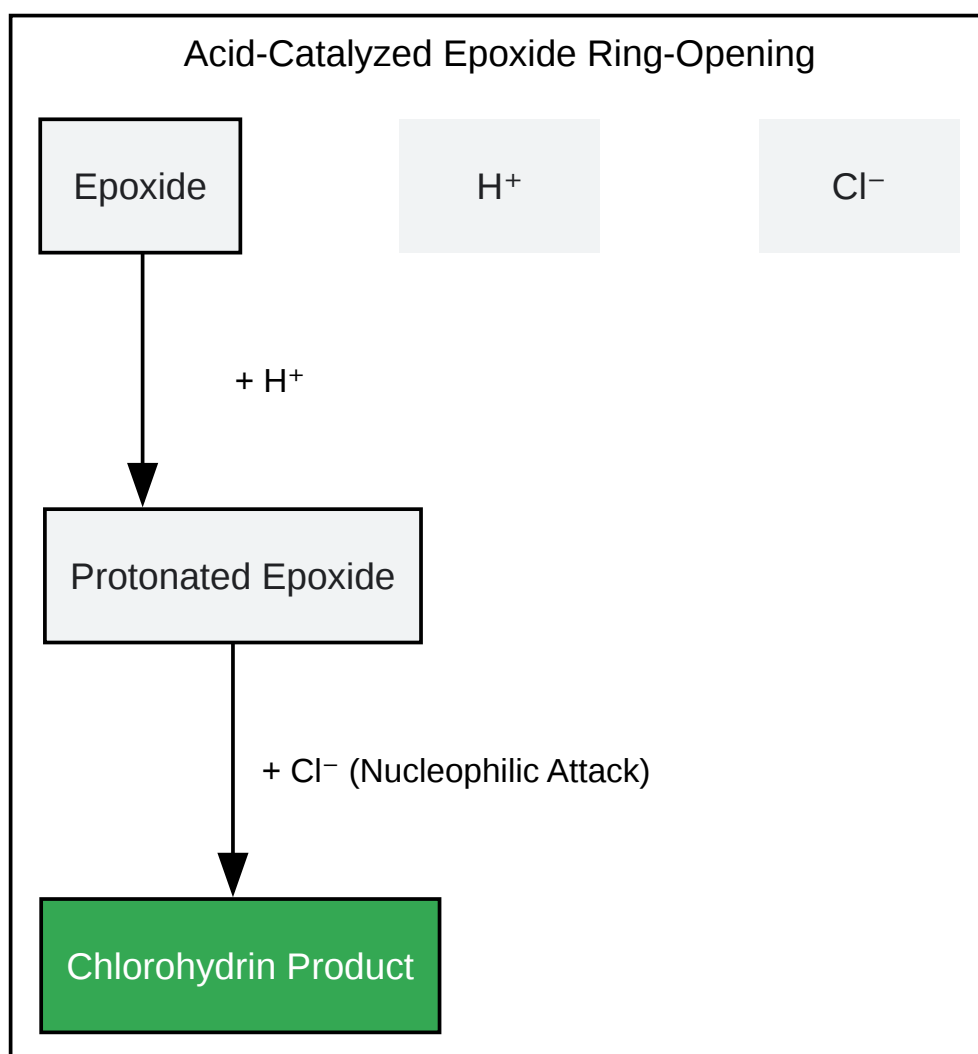 Acid-Catalyzed Epoxide Ring-Opening
Epoxide
H⁺
Cl⁻
+ H⁺
Protonated Epoxide
+ Cl⁻ (Nucleophilic Attack)
Chlorohydrin Product